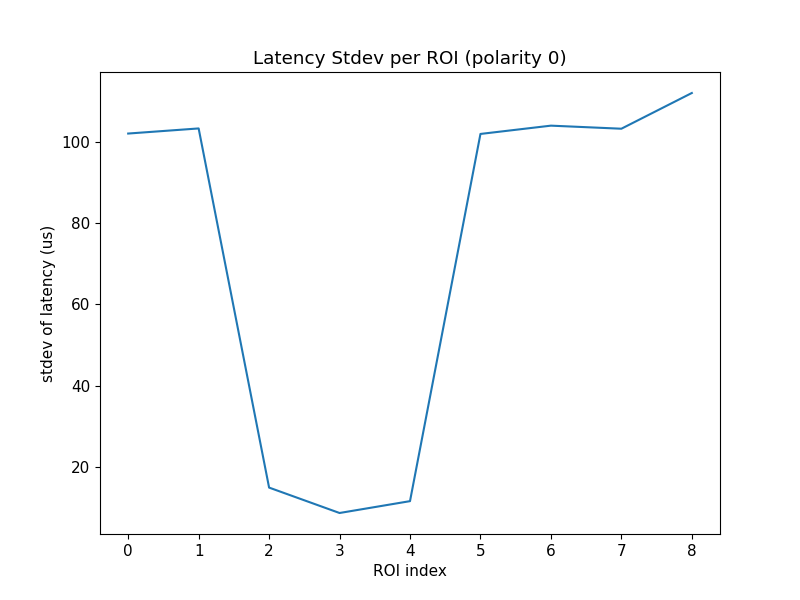 Latency Stdev per ROI (polarity 0)
stdev of latency (us)
100
80
60
40
20
0 1 2 3 4 5 6 7 8
ROI index